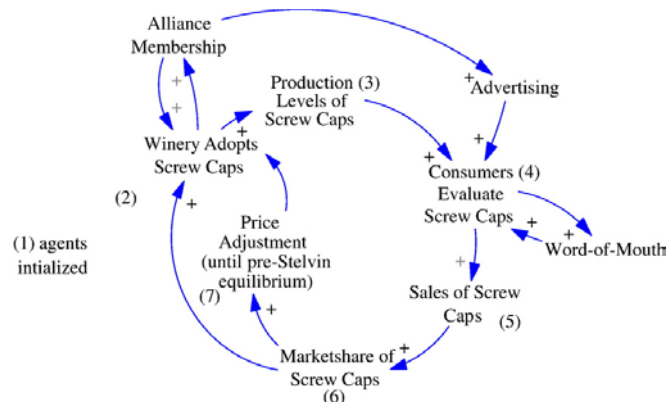 Alliance
Membership
+
+
+
Advertising
Production (3)
Levels of
Screw Caps
+
Winery Adopts
Screw Caps
+
+
+
Consumers (4)
Evaluate
Screw Caps
(2)
+
Price
Adjustment
(until pre-Stelvin
equilibrium)
+
+
Word-of-Mouth
(1) agents
intialized
+
(7)
Sales of Screw
Caps
(5)
+
+
Marketshare of
Screw Caps
(6)